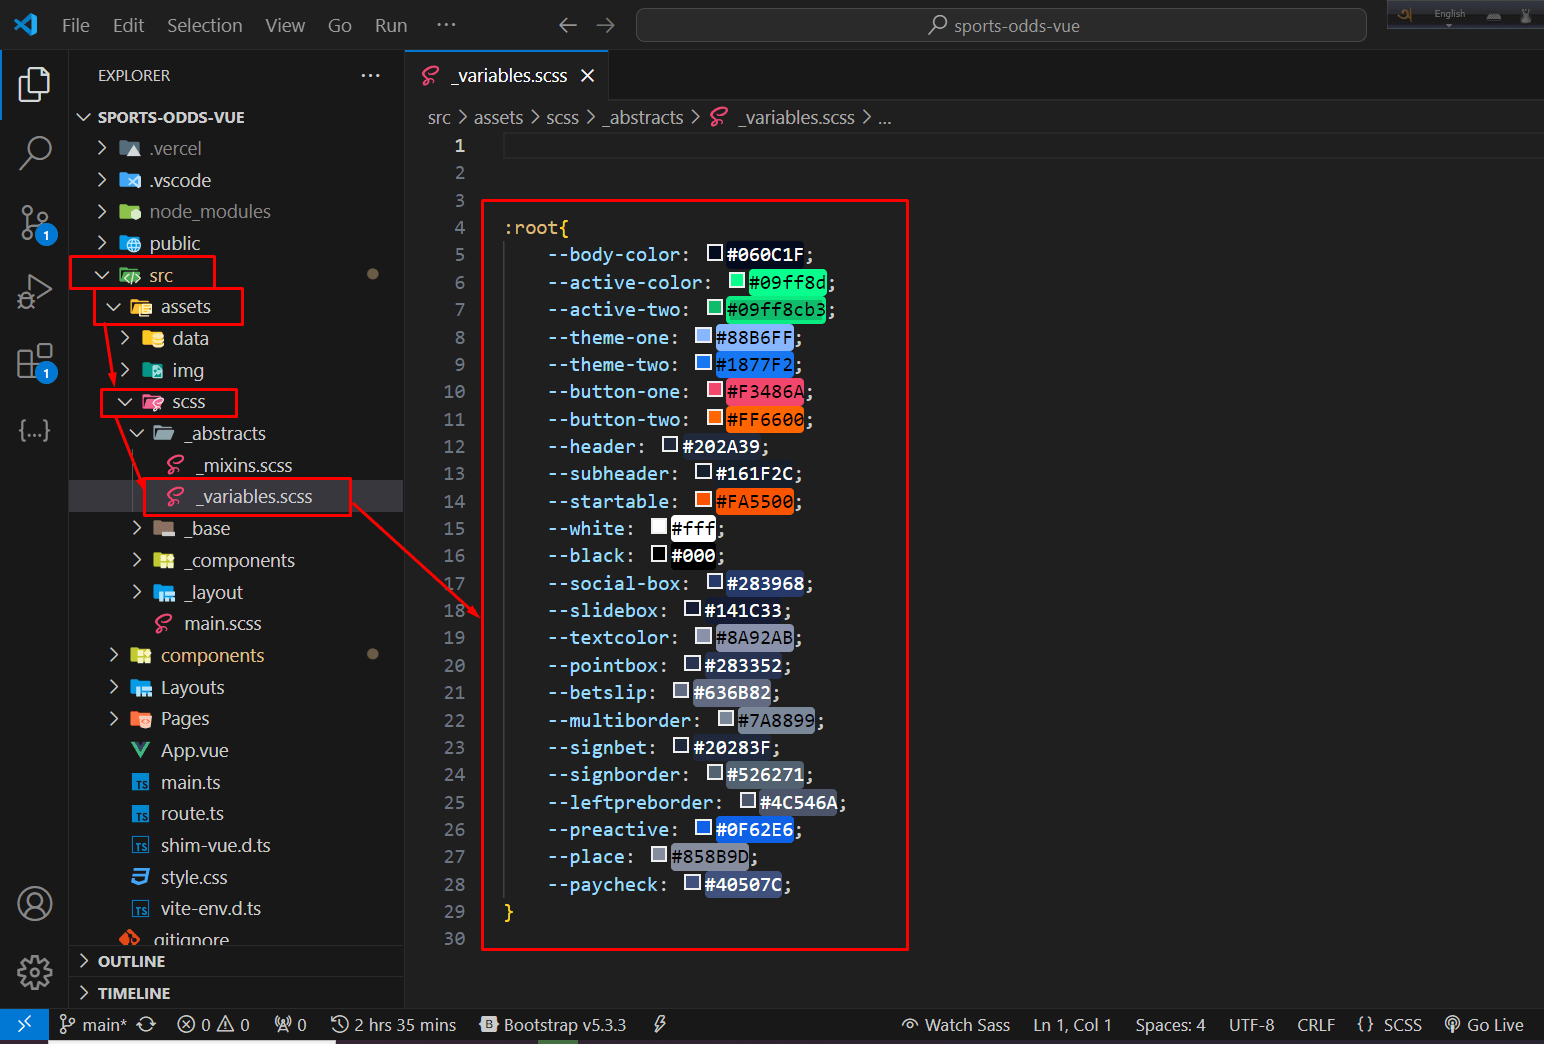 File Edit Selection View Go Run ...
sports-odds-vue
English
EXPLORER
SPORTS-ODDS-VUE
.vercel
.vscode
node_modules
public
src
assets
data
img
scss
_abstracts
_mixins.scss
_variables.scss
_base
_components
_layout
main.scss
components
Layouts
Pages
App.vue
TS main.ts
TS route.ts
TS shim-vue.d.ts
style.css
TS vite-env.d.ts
.gitignore
OUTLINE
TIMELINE
1
1
{...}
_variables.scss
src > assets > scss > _abstracts > _variables.scss > ...
1
2
3
4 :root{
5 --body-color: #060C1F;
6 --active-color: #09ff8d;
7 --active-two: #09ff8cb3;
8 --theme-one: #88B6FF;
9 --theme-two: #1877F2;
10 --button-one: #F3486A;
11 --button-two: #FF6600;
12 --header: #202A39;
13 --subheader: #161F2C;
14 --startable: #FA5500;
15 --white: #fff;
16 --black: #000;
17 --social-box: #283968;
18 --slidebox: #141C33;
19 --textcolor: #8A92AB;
20 --pointbox: #283352;
21 --betslip: #636B82;
22 --multiborder: #7A8899;
23 --signbet: #20283F;
24 --signborder: #526271;
25 --leftpreborder: #4C546A;
26 --preactive: #0F62E6;
27 --place: #858B9D;
28 --paycheck: #40507C;
29 }
30
main* 0 0 0 2 hrs 35 mins B Bootstrap v5.3.3 Watch Sass Ln 1, Col 1 Spaces: 4 UTF-8 CRLF {} SCSS Go Live